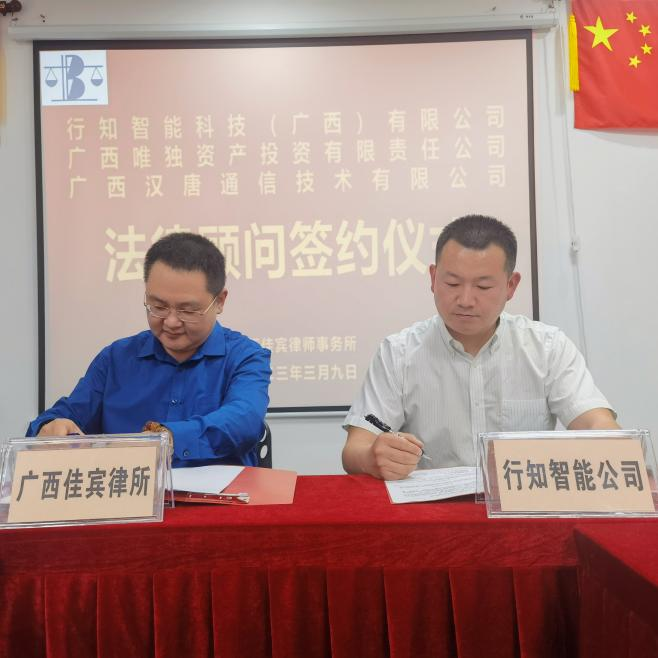 行知智能科技（广西）有限公司
广西唯独资产投资有限责任公司
广西汉唐通信技术有限公司
法律顾问签约仪
佳宾律师事务所
三年三月九日
广西佳宾律所
行知智能公司